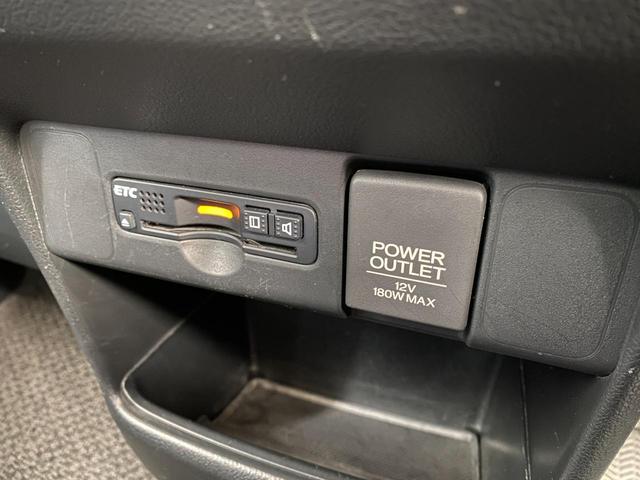 ETC
POWER
OUTLET
12V
180W MAX